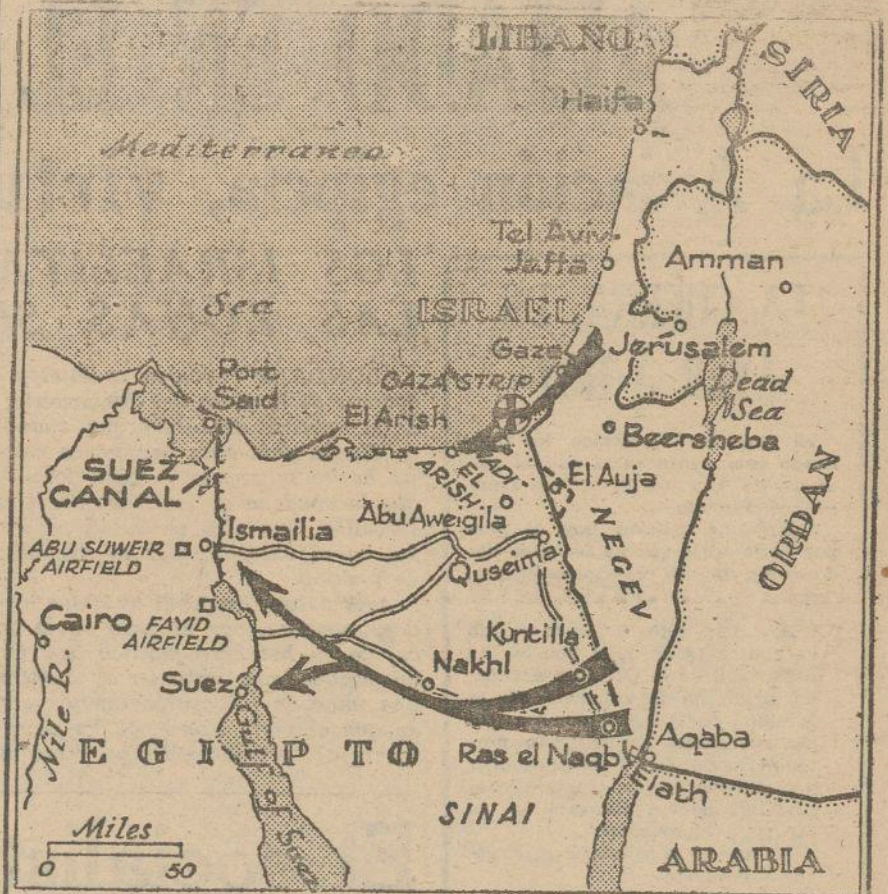 LIBANO
SIRIA
Haifa
Mediterraneo
Tel Aviv-
Jaffa
Amman
Sea
ISRAEL
Gaza
Jerusalem
GAZA STRIP
Dead
Sea
Port
Said
El Arish
Beersheba
SUEZ
CANAL
WADI
EL
ARISH
El Auja
Abu Aweigila
NEGEV
ORDAN
Ismailia
ABU SUWEIR
AIRFIELD
Quseima
Cairo
FAYID
AIRFIELD
Kuntilla
Nakhl
Suez
Nile R.
EGIPTO
Gulf of Suez
Ras el Naqb
Aqaba
Elath
SINAI
Miles
0 50
ARABIA